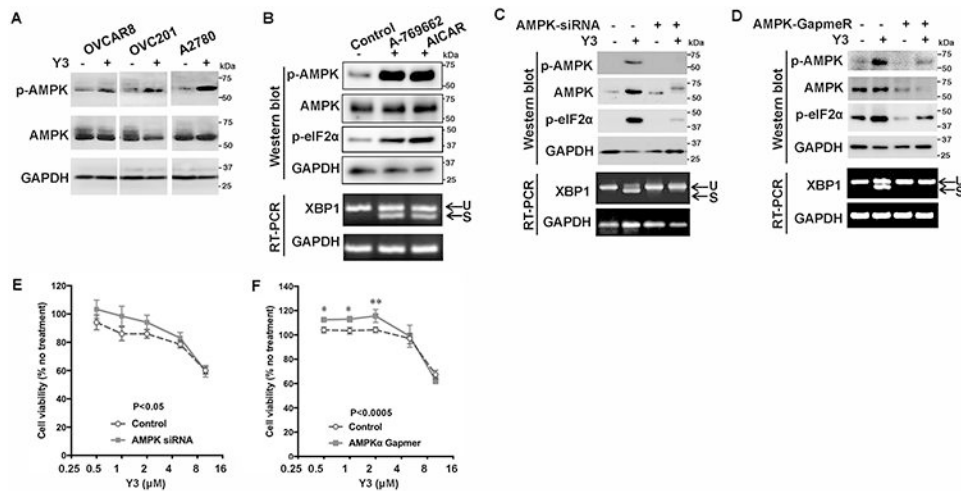 A
OVCAR8 OVC201 A2780
Y3 - + - + - + kDa
p-AMPK
75
50
AMPK
75
50
37
GAPDH
37
25
B
Control A-769662 AICAR
- + + kDa
Western blot
p-AMPK
75
50
AMPK
75
50
p-eIF2α
50
37
GAPDH
37
25
RT-PCR
XBP1
U
S
GAPDH
C
AMPK-siRNA - - + +
Y3 - + - + kDa
Western blot
p-AMPK
75
50
AMPK
75
50
p-eIF2α
50
37
GAPDH
37
25
RT-PCR
XBP1
U
S
GAPDH
D
AMPK-GapmeR - - + +
Y3 - + - + kDa
Western blot
p-AMPK
75
50
AMPK
75
50
p-eIF2α
50
37
GAPDH
37
25
RT-PCR
XBP1
U
S
GAPDH
E
Cell viability (% no treatment)
120
100
80
60
40
20
0
P<0.05
Control
AMPK siRNA
0.25 0.5 1 2 4 8 16
Y3 (µM)
F
Cell viability (% no treatment)
140
120
100
80
60
40
20
0
* * **
P<0.0005
Control
AMPKα Gapmer
0.25 0.5 1 2 4 8 16
Y3 (µM)